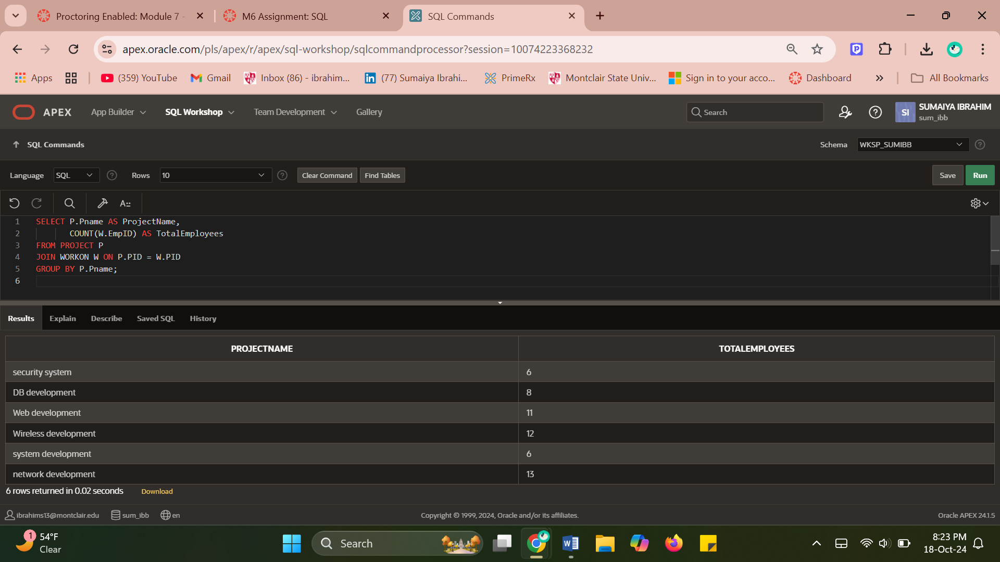 Proctoring Enabled: Module 7 -
M6 Assignment: SQL
SQL Commands
apex.oracle.com/pls/apex/r/apex/sql-workshop/sqlcommandprocessor?session=10074223368232
Apps
(359) YouTube
Gmail
Inbox (86) - ibrahim...
(77) Sumaiya Ibrahi...
PrimeRx
Montclair State Univ...
Sign in to your acco...
Dashboard
All Bookmarks
APEX
App Builder
SQL Workshop
Team Development
Gallery
Search
SI
SUMAIYA IBRAHIM
sum_ibb
SQL Commands
Schema
WKSP_SUMIBB
Language
SQL
Rows
10
Clear Command
Find Tables
Save
Run
1 SELECT P.Pname AS ProjectName,
2 COUNT(W.EmpID) AS TotalEmployees
3 FROM PROJECT P
4 JOIN WORKON W ON P.PID = W.PID
5 GROUP BY P.Pname;
6
Results
Explain
Describe
Saved SQL
History
PROJECTNAME TOTALEMPLOYEES
security system 6
DB development 8
Web development 11
Wireless development 12
system development 6
network development 13
6 rows returned in 0.02 seconds
Download
ibrahims13@montclair.edu
sum_ibb
en
Copyright © 1999, 2024, Oracle and/or its affiliates.
Oracle APEX 24.1.5
1
54°F
Clear
Search
8:23 PM
18-Oct-24